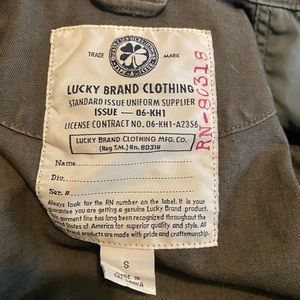 TRADE MARK
LUCKY BRAND CLOTHING
STANDARD ISSUE UNIFORM SUPPLIER
ISSUE — 06-KH1
LICENSE CONTRACT NO. 06-KH1-A2356
LUCKY BRAND CLOTHING MFG. CO.
(Reg T.M.) Rn. 80318
Name
Div.
Ser.#
Always look for the RN number on the label. It is your
guarantee you are getting a genuine Lucky Brand product.
garment line has long been recognized throughout the
United States of America for superior quality and style. All
products are made with pride and craftsmanship.
RN-80318
S
MADE IN